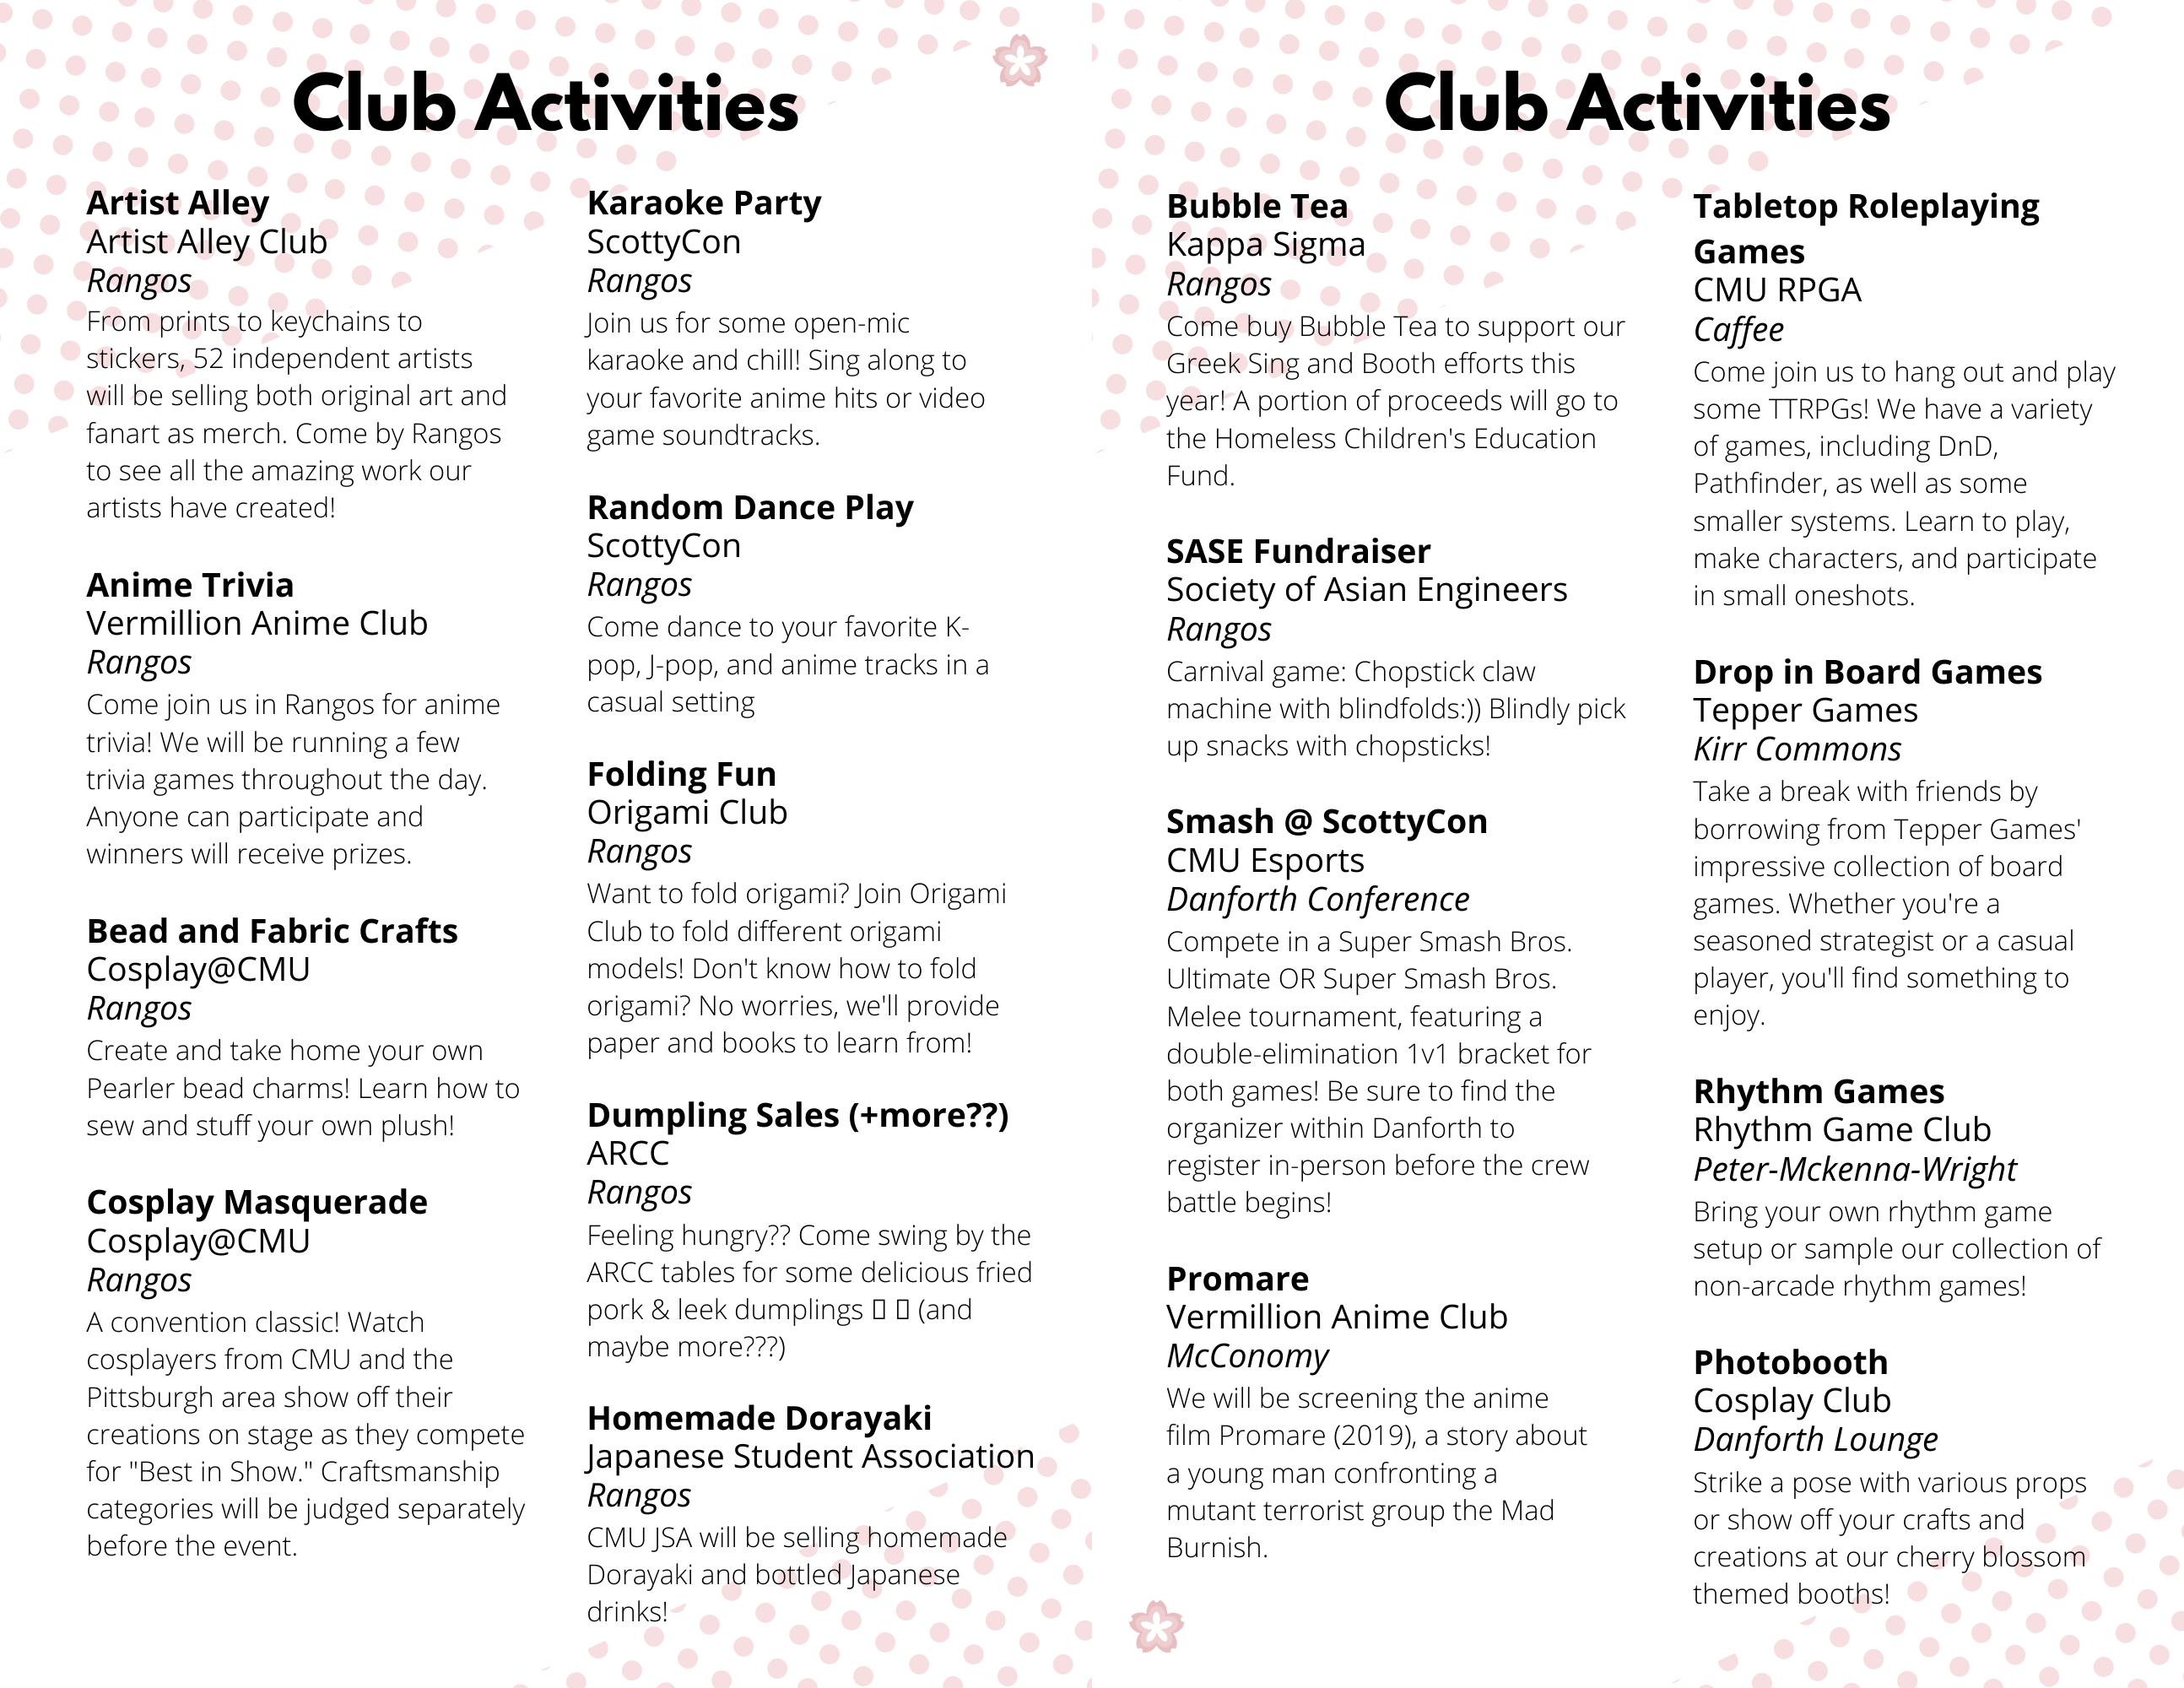 Club Activities
Artist Alley
Artist Alley Club
Rangos
From prints to keychains to
stickers, 52 independent artists
will be selling both original art and
fanart as merch. Come by Rangos
to see all the amazing work our
artists have created!
Anime Trivia
Vermillion Anime Club
Rangos
Come join us in Rangos for anime
trivia! We will be running a few
trivia games throughout the day.
Anyone can participate and
winners will receive prizes.
Bead and Fabric Crafts
Cosplay@CMU
Rangos
Create and take home your own
Pearler bead charms! Learn how to
sew and stuff your own plush!
Cosplay Masquerade
Cosplay@CMU
Rangos
A convention classic! Watch
cosplayers from CMU and the
Pittsburgh area show off their
creations on stage as they compete
for "Best in Show." Craftsmanship
categories will be judged separately
before the event.
Karaoke Party
ScottyCon
Rangos
Join us for some open-mic
karaoke and chill! Sing along to
your favorite anime hits or video
game soundtracks.
Random Dance Play
ScottyCon
Rangos
Come dance to your favorite K-
pop, J-pop, and anime tracks in a
casual setting
Folding Fun
Origami Club
Rangos
Want to fold origami? Join Origami
Club to fold different origami
models! Don't know how to fold
origami? No worries, we'll provide
paper and books to learn from!
Dumpling Sales (+more??)
ARCC
Rangos
Feeling hungry?? Come swing by the
ARCC tables for some delicious fried
pork & leek dumplings ▯ ▯ (and
maybe more???)
Homemade Dorayaki
Japanese Student Association
Rangos
CMU JSA will be selling homemade
Dorayaki and bottled Japanese
drinks!
Club Activities
Bubble Tea
Kappa Sigma
Rangos
Come buy Bubble Tea to support our
Greek Sing and Booth efforts this
year! A portion of proceeds will go to
the Homeless Children's Education
Fund.
SASE Fundraiser
Society of Asian Engineers
Rangos
Carnival game: Chopstick claw
machine with blindfolds:)) Blindly pick
up snacks with chopsticks!
Smash @ ScottyCon
CMU Esports
Danforth Conference
Compete in a Super Smash Bros.
Ultimate OR Super Smash Bros.
Melee tournament, featuring a
double-elimination 1v1 bracket for
both games! Be sure to find the
organizer within Danforth to
register in-person before the crew
battle begins!
Promare
Vermillion Anime Club
McConomy
We will be screening the anime
film Promare (2019), a story about
a young man confronting a
mutant terrorist group the Mad
Burnish.
Tabletop Roleplaying
Games
CMU RPGA
Caffee
Come join us to hang out and play
some TTRPGs! We have a variety
of games, including DnD,
Pathfinder, as well as some
smaller systems. Learn to play,
make characters, and participate
in small oneshots.
Drop in Board Games
Tepper Games
Kirr Commons
Take a break with friends by
borrowing from Tepper Games'
impressive collection of board
games. Whether you're a
seasoned strategist or a casual
player, you'll find something to
enjoy.
Rhythm Games
Rhythm Game Club
Peter-Mckenna-Wright
Bring your own rhythm game
setup or sample our collection of
non-arcade rhythm games!
Photobooth
Cosplay Club
Danforth Lounge
Strike a pose with various props
or show off your crafts and
creations at our cherry blossom
themed booths!